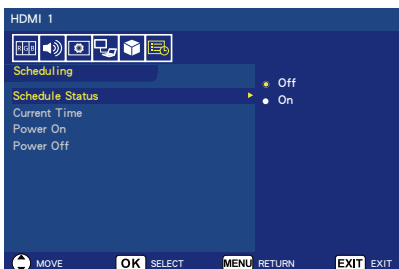 HDMI 1
RGB
Scheduling
Schedule Status
Off
On
Current Time
Power On
Power Off
MOVE OK SELECT MENU RETURN EXIT EXIT